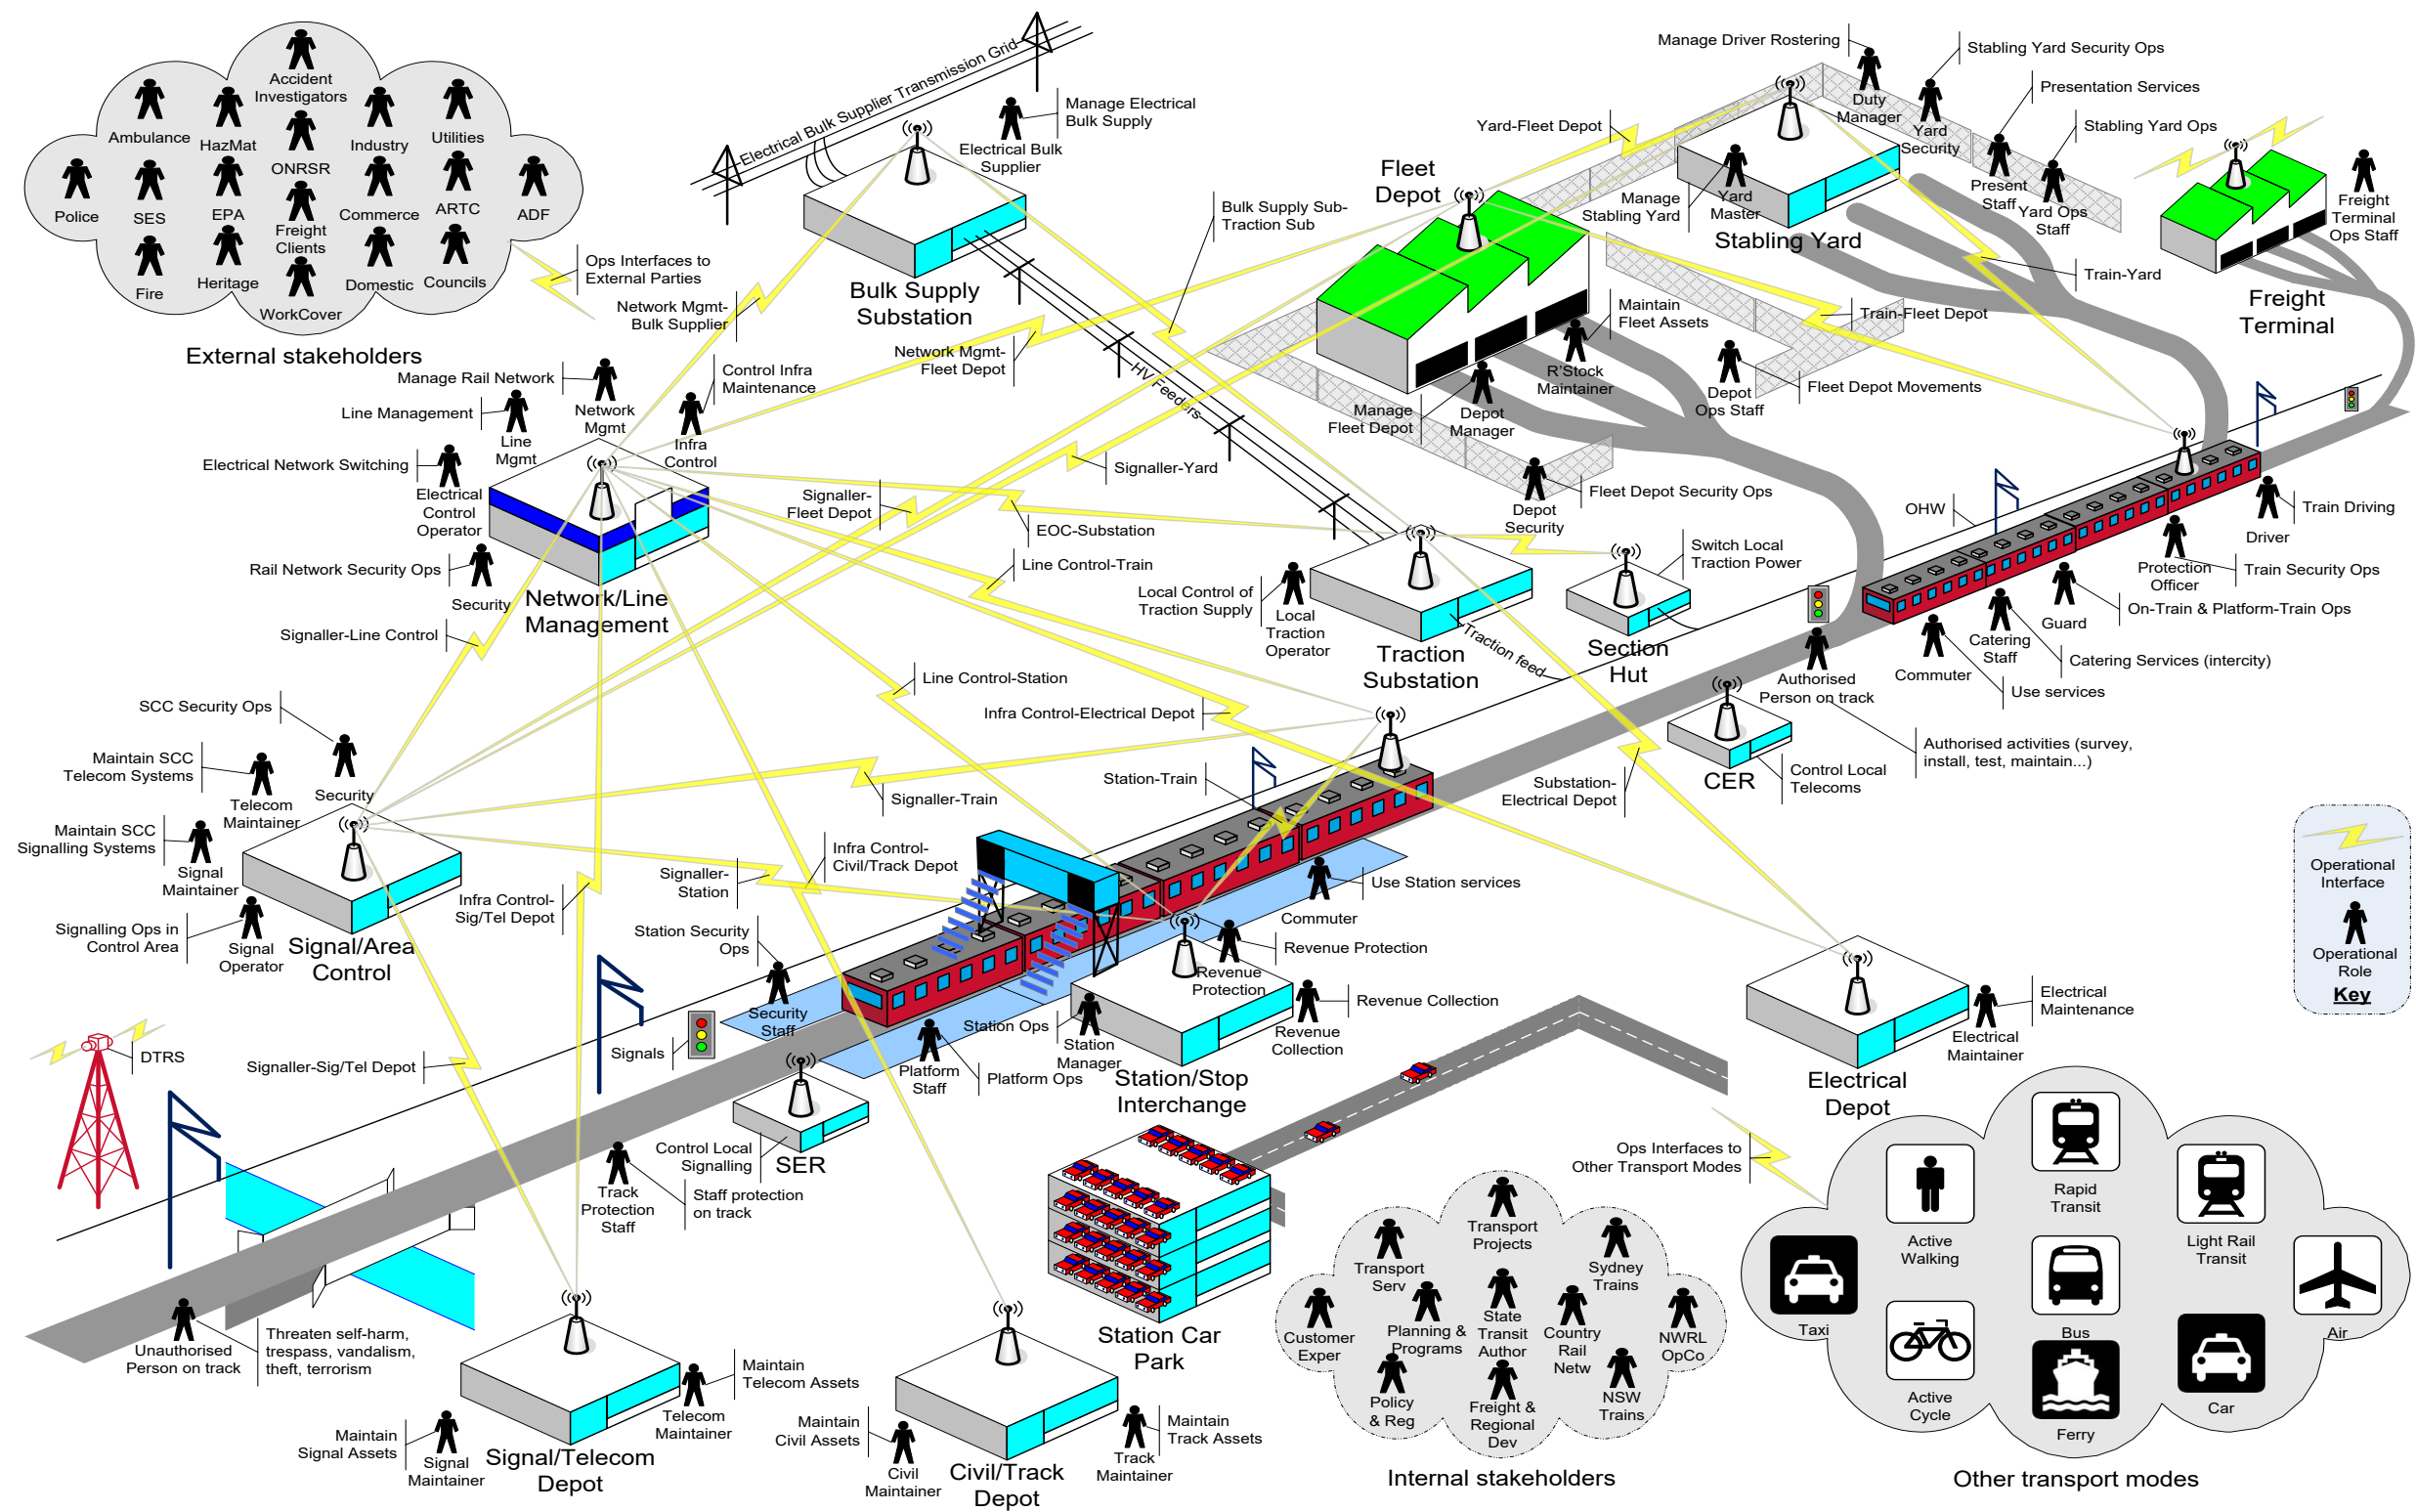 Accident
Investigators
Ambulance
HazMat
ONRSR
Industry
Utilities
Police
SES
EPA
Freight
Clients
Commerce
ARTC
ADF
Fire
Heritage
WorkCover
Domestic
Councils
External stakeholders
Ops Interfaces to
External Parties
Electrical Bulk Supplier Transmission Grid
Manage Electrical
Bulk Supply
Electrical Bulk
Supplier
Bulk Supply
Substation
Network Mgmt-
Bulk Supplier
Network Mgmt-
Fleet Depot
Bulk Supply Sub-
Traction Sub
HV Feeders
Manage Driver Rostering
Duty
Manager
Stabling Yard Security Ops
Yard
Security
Presentation Services
Present
Staff
Stabling Yard Ops
Yard Ops
Staff
Yard-Fleet Depot
Fleet
Depot
Manage
Stabling Yard
Yard
Master
Stabling Yard
Train-Yard
Freight
Terminal
Ops Staff
Freight
Terminal
Train-Fleet Depot
Maintain
Fleet Assets
R'Stock
Maintainer
Fleet Depot Movements
Depot
Ops Staff
Manage
Fleet Depot
Depot
Manager
Fleet Depot Security Ops
Depot
Security
Manage Rail Network
Network
Mgmt
Line Management
Line
Mgmt
Control Infra
Maintenance
Infra
Control
Electrical Network Switching
Electrical
Control
Operator
Rail Network Security Ops
Security
Network/Line
Management
Signaller-Yard
Signaller-
Fleet Depot
EOC-Substation
Line Control-Train
Signaller-Line Control
Line Control-Station
Infra Control-Electrical Depot
Local Control of
Traction Supply
Local
Traction
Operator
Traction
Substation
Traction feed
Switch Local
Traction Power
Section
Hut
OHW
Train Driving
Driver
Protection
Officer
Train Security Ops
Guard
On-Train & Platform-Train Ops
Catering
Staff
Catering Services (intercity)
Commuter
Use services
Authorised
Person on track
Authorised activities (survey,
install, test, maintain...)
CER
Control Local
Telecoms
Substation-
Electrical Depot
SCC Security Ops
Security
Maintain SCC
Telecom Systems
Telecom
Maintainer
Maintain SCC
Signalling Systems
Signal
Maintainer
Signalling Ops in
Control Area
Signal
Operator
Signal/Area
Control
Signaller-Train
Station-Train
Signaller-
Station
Infra Control-
Civil/Track Depot
Infra Control-
Sig/Tel Depot
Station Security
Ops
Security
Staff
Signals
Use Station services
Commuter
Revenue Protection
Revenue
Protection
Revenue Collection
Revenue
Collection
Station Ops
Station
Manager
Platform
Staff
Platform Ops
Station/Stop
Interchange
Electrical
Maintenance
Electrical
Maintainer
Electrical
Depot
Operational
Interface
Operational
Role
Key
DTRS
Signaller-Sig/Tel Depot
Control Local
Signalling
SER
Track
Protection
Staff
Staff protection
on track
Unauthorised
Person on track
Threaten self-harm,
trespass, vandalism,
theft, terrorism
Maintain
Signal Assets
Signal
Maintainer
Signal/Telecom
Depot
Maintain
Telecom Assets
Telecom
Maintainer
Maintain
Civil Assets
Civil
Maintainer
Civil/Track
Depot
Maintain
Track Assets
Track
Maintainer
Station Car
Park
Transport
Projects
Transport
Serv
Sydney
Trains
Customer
Exper
Planning &
Programs
State
Transit
Author
Country
Rail
Netw
NWRL
OpCo
Policy
& Reg
Freight &
Regional
Dev
NSW
Trains
Internal stakeholders
Ops Interfaces to
Other Transport Modes
Rapid
Transit
Active
Walking
Light Rail
Transit
Taxi
Bus
Air
Active
Cycle
Ferry
Car
Other transport modes